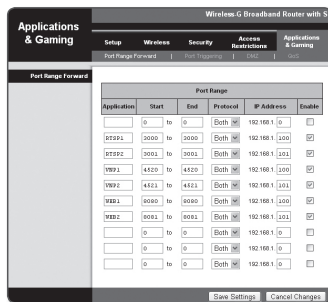 Wireless-G Broadband Router with S
Applications & Gaming
Setup Wireless Security Access Restrictions Applications & Gaming
Port Range Forward | Port Triggering | DMZ | QoS
Port Range Forward
Port Range
Application Start End Protocol IP Address Enable
0 to 0 Both 192.168.1. 0
RTSP1 3000 to 3000 Both 192.168.1. 100
RTSP2 3001 to 3001 Both 192.168.1. 101
VNP1 4520 to 4520 Both 192.168.1. 100
VNP2 4521 to 4521 Both 192.168.1. 101
WEB1 8080 to 8080 Both 192.168.1. 100
WEB2 8081 to 8081 Both 192.168.1. 101
0 to 0 Both 192.168.1. 0
0 to 0 Both 192.168.1. 0
0 to 0 Both 192.168.1. 0
Save Settings Cancel Changes